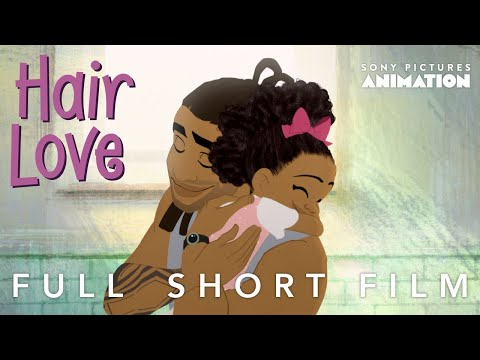 Hair
Love
SONY PICTURES
ANIMATION
FULL SHORT FILM